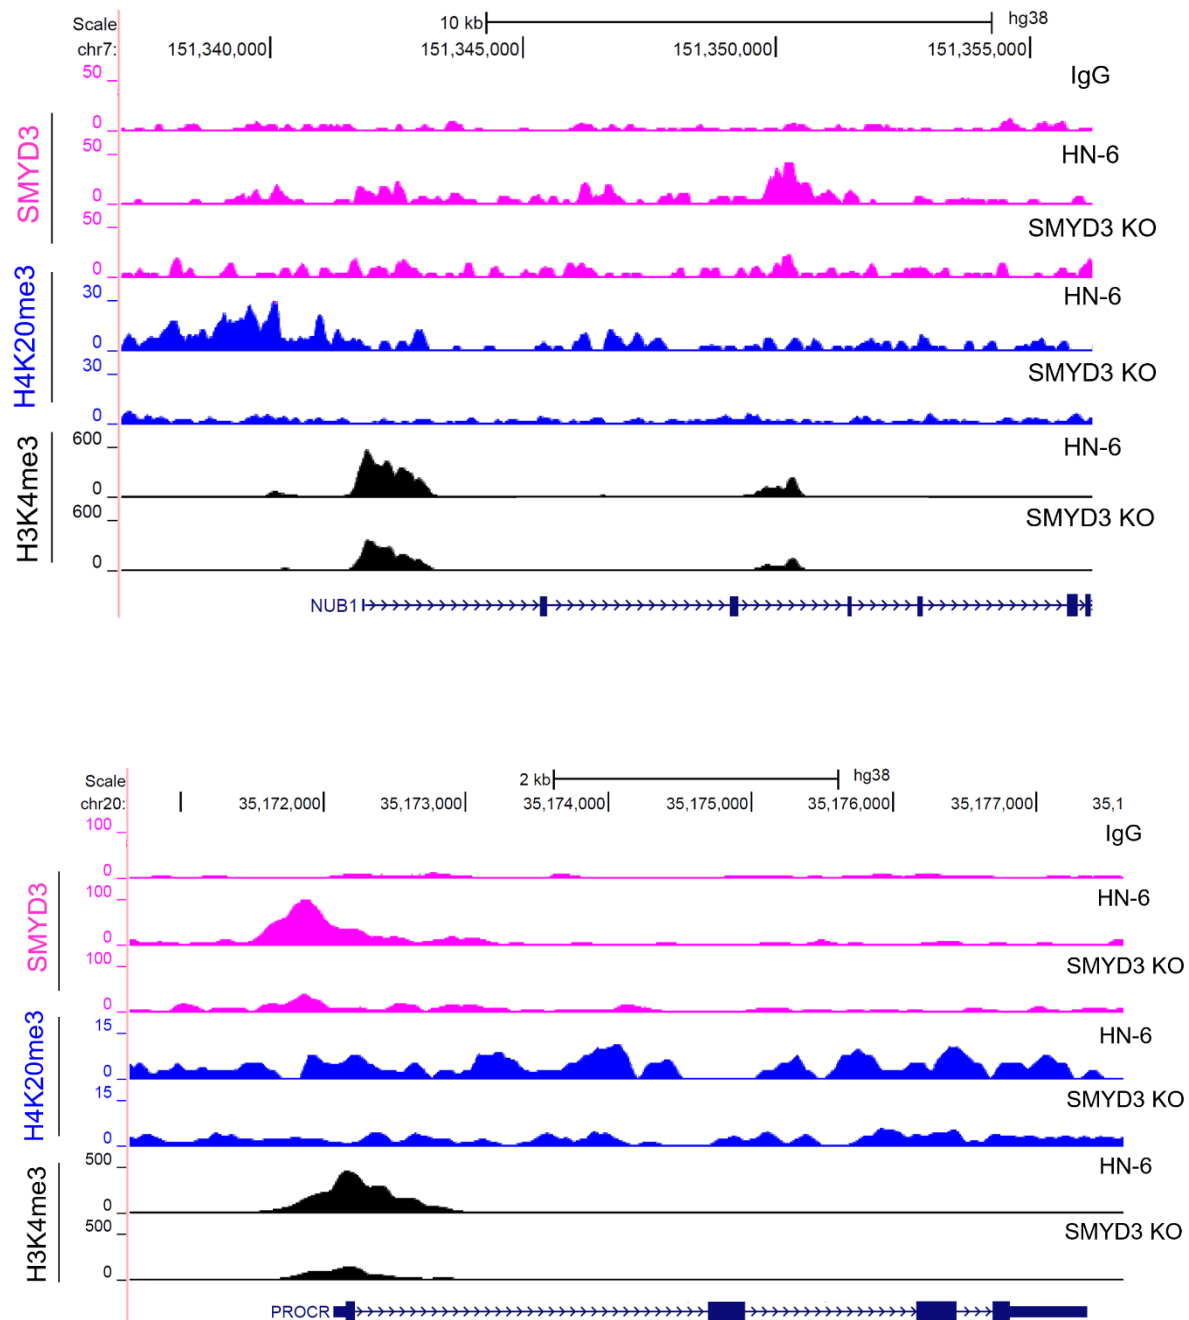 Scale 10 kb hg38
chr7: 151,340,000 151,345,000 151,350,000 151,355,000
50 IgG
0
SMYD3
50 HN-6
0
50 SMYD3 KO
0
H4K20me3
30 HN-6
0
30 SMYD3 KO
0
H3K4me3
600 HN-6
0
600 SMYD3 KO
0
NUB1
Scale 2 kb hg38
chr20: 35,172,000 35,173,000 35,174,000 35,175,000 35,176,000 35,177,000 35,1
100 IgG
0
SMYD3
100 HN-6
0
100 SMYD3 KO
0
H4K20me3
15 HN-6
0
15 SMYD3 KO
0
H3K4me3
500 HN-6
0
500 SMYD3 KO
0
PROCR